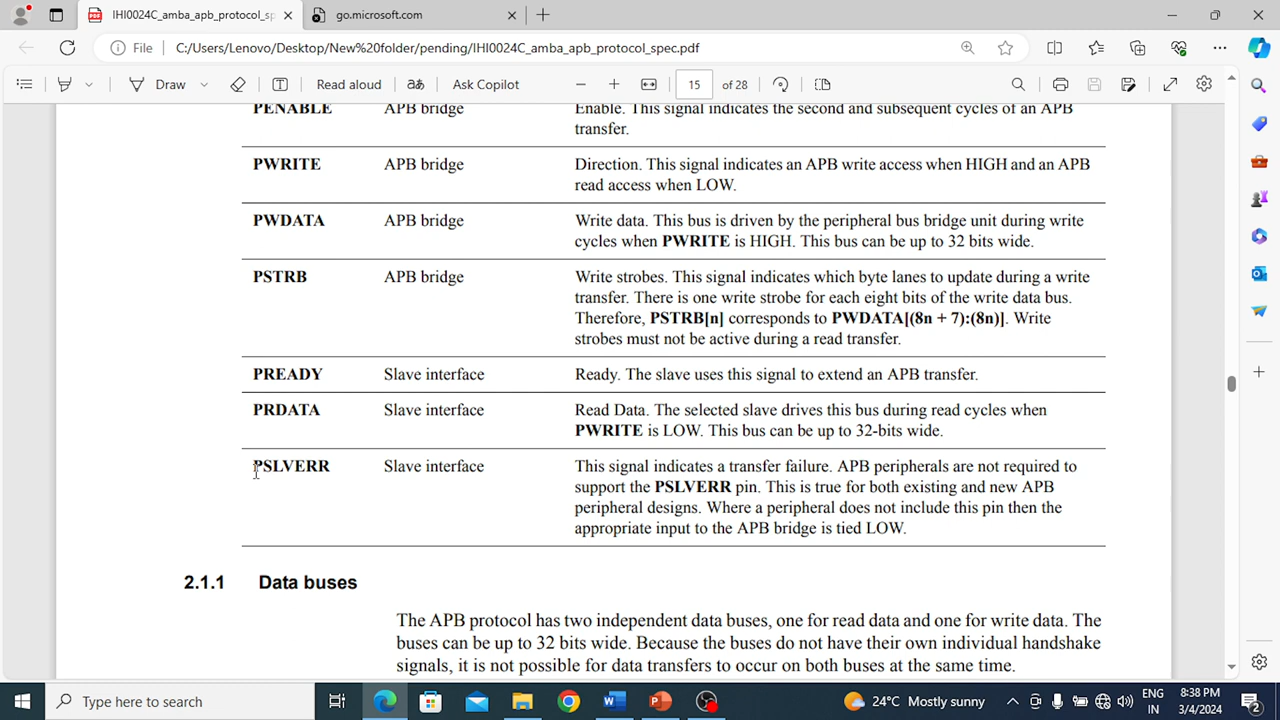 IHI0024C_amba_apb_protocol_sp
go.microsoft.com
File C:/Users/Lenovo/Desktop/New%20folder/pending/IHI0024C_amba_apb_protocol_spec.pdf
Draw Read aloud aあ Ask Copilot 15 of 28
PENABLE APB bridge Enable. This signal indicates the second and subsequent cycles of an APB
transfer.
PWRITE APB bridge Direction. This signal indicates an APB write access when HIGH and an APB
read access when LOW.
PWDATA APB bridge Write data. This bus is driven by the peripheral bus bridge unit during write
cycles when PWRITE is HIGH. This bus can be up to 32 bits wide.
PSTRB APB bridge Write strobes. This signal indicates which byte lanes to update during a write
transfer. There is one write strobe for each eight bits of the write data bus.
Therefore, PSTRB[n] corresponds to PWDATA[(8n + 7):(8n)]. Write
strobes must not be active during a read transfer.
PREADY Slave interface Ready. The slave uses this signal to extend an APB transfer.
PRDATA Slave interface Read Data. The selected slave drives this bus during read cycles when
PWRITE is LOW. This bus can be up to 32-bits wide.
PSLVERR Slave interface This signal indicates a transfer failure. APB peripherals are not required to
support the PSLVERR pin. This is true for both existing and new APB
peripheral designs. Where a peripheral does not include this pin then the
appropriate input to the APB bridge is tied LOW.
2.1.1 Data buses
The APB protocol has two independent data buses, one for read data and one for write data. The
buses can be up to 32 bits wide. Because the buses do not have their own individual handshake
signals, it is not possible for data transfers to occur on both buses at the same time.
Type here to search
24°C Mostly sunny
ENG
IN
8:38 PM
3/4/2024
2